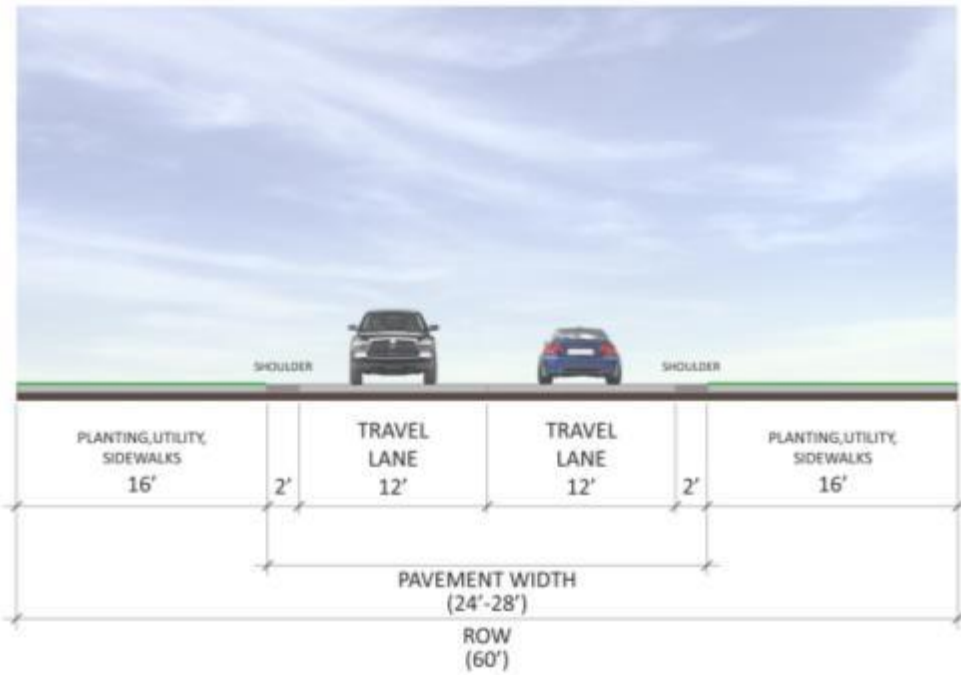 SHOULDER
SHOULDER
PLANTING,UTILITY,
SIDEWALKS
16'
2'
TRAVEL
LANE
12'
TRAVEL
LANE
12'
2'
PLANTING,UTILITY,
SIDEWALKS
16'
PAVEMENT WIDTH
(24'-28')
ROW
(60')